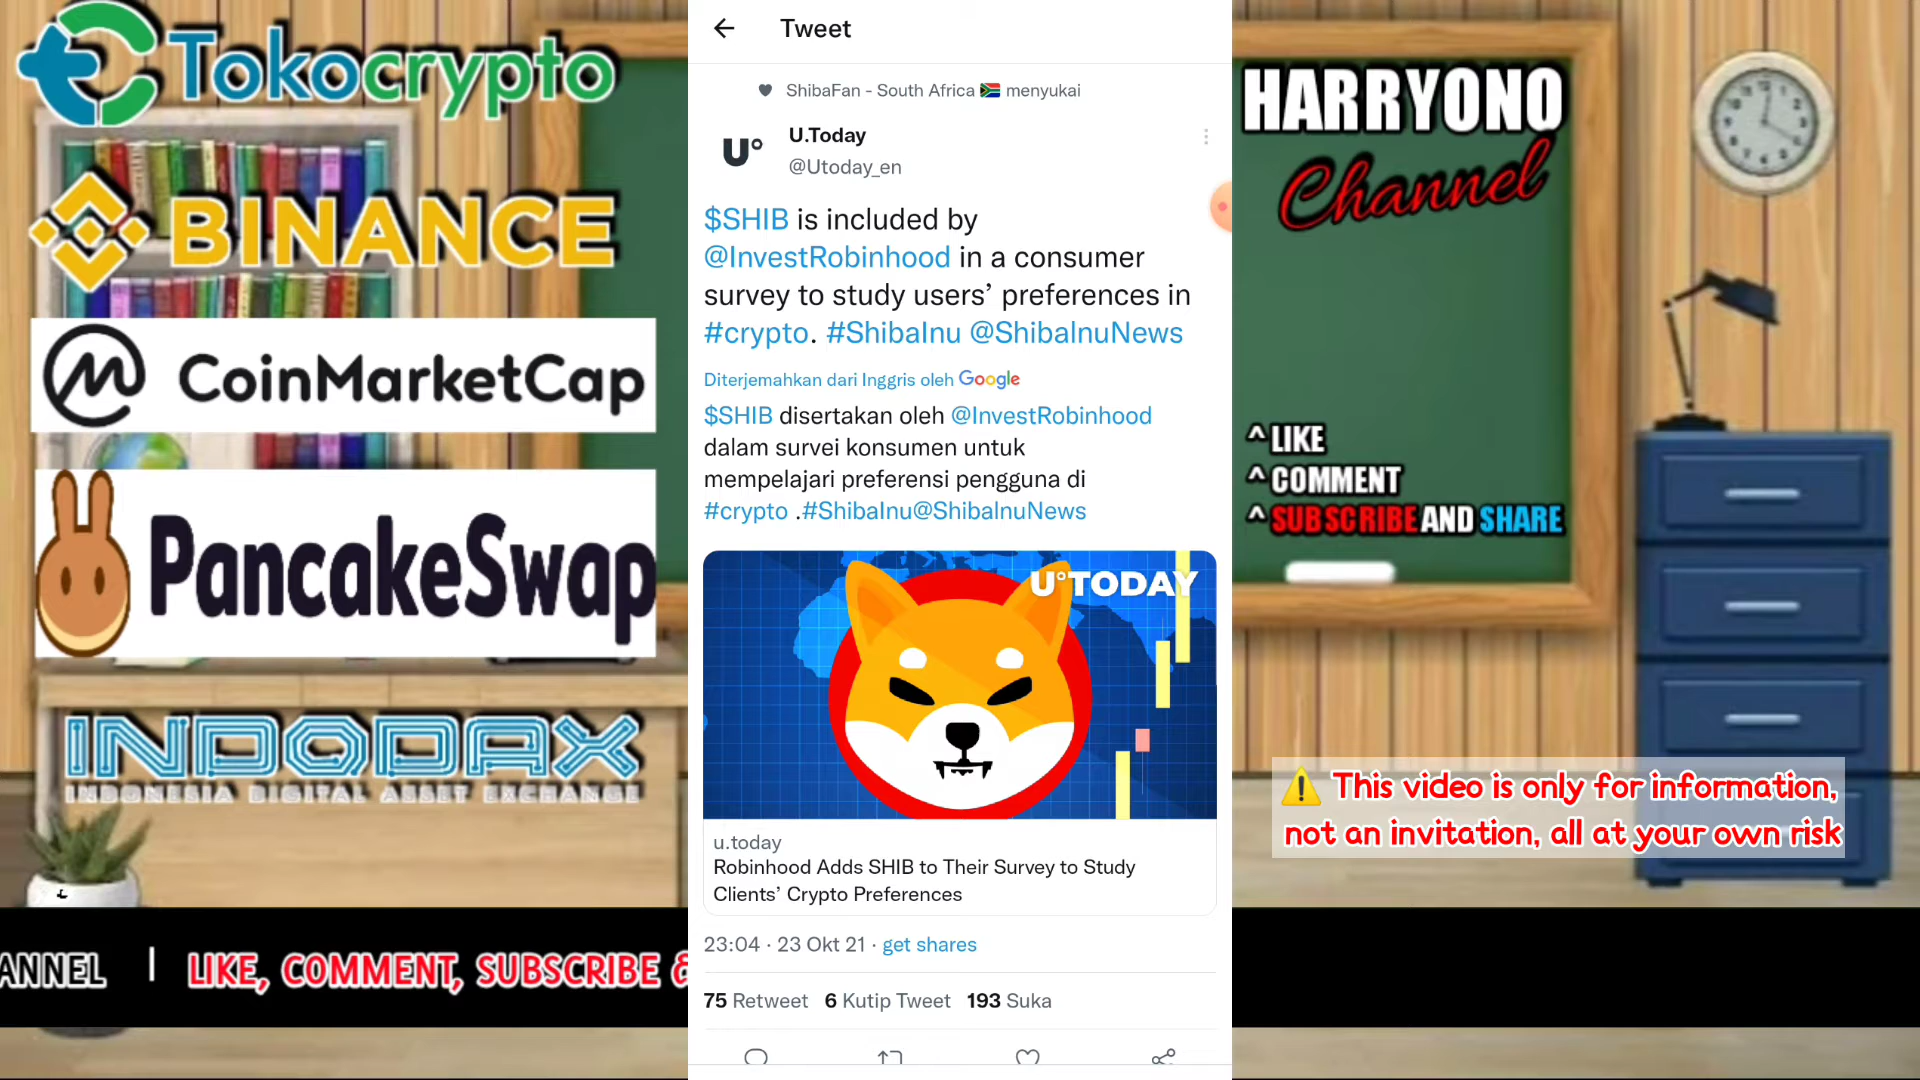 Tokocrypto
BINANCE
CoinMarketCap
PancakeSwap
INDODAX
INDONESIA DIGITAL ASSET EXCHANGE
Tweet
ShibaFan - South Africa 🇿🇦 menyukai
U.Today
@Utoday_en
$SHIB is included by
@InvestRobinhood in a consumer
survey to study users’ preferences in
#crypto. #ShibaInu @ShibaInuNews
Diterjemahkan dari Inggris oleh Google
$SHIB disertakan oleh @InvestRobinhood
dalam survei konsumen untuk
mempelajari preferensi pengguna di
#crypto .#ShibaInu@ShibaInuNews
U°TODAY
u.today
Robinhood Adds SHIB to Their Survey to Study
Clients’ Crypto Preferences
23:04 · 23 Okt 21 · get shares
75 Retweet 6 Kutip Tweet 193 Suka
HARRYONO
Channel
^ LIKE
^ COMMENT
^ SUBSCRIBE AND SHARE
⚠️ This video is only for information,
not an invitation, all at your own risk
ANNEL | LIKE, COMMENT, SUBSCRIBE &